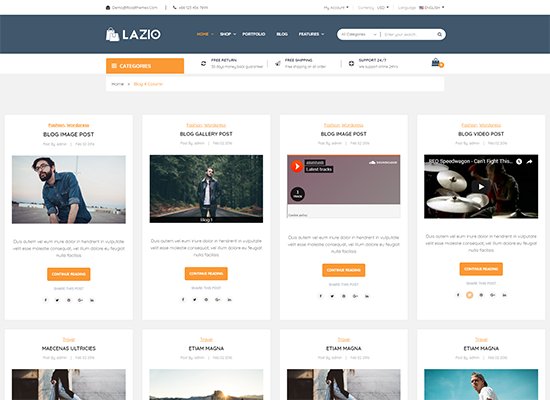 Demo@Roadthemes.Com | +88 123 456 7899
My Account Currency: USD Language: ENGLISH
LAZIO
HOME SHOP PORTFOLIO BLOG FEATURES
All Categories Enter your search...
CATEGORIES
FREE RETURN
30 days money back guarantee!
FREE SHIPPING
Free shipping on all order
SUPPORT 24/7
We support online 24hrs
Home > Blog 4 Column
Fashion, Wordpress
BLOG IMAGE POST
Post By: admin | Feb 02 2016
Duis autem vel eum iriure dolor in hendrerit in vulputate
velit esse molestie consequat, vel illum dolore eu feugiat
nulla facilisis
CONTINUE READING
SHARE THIS POST
Fashion, Wordpress
BLOG GALLERY POST
Post By: admin | Feb 02 2016
Blog 1
Duis autem vel eum iriure dolor in hendrerit in vulputate
velit esse molestie consequat, vel illum dolore eu feugiat
nulla facilisis
CONTINUE READING
SHARE THIS POST
Fashion, Wordpress
BLOG IMAGE POST
Post By: admin | Feb 02 2016
Latest tracks
SOUNDCLOUD
1
TRACK
Cookie policy
Duis autem vel eum iriure dolor in hendrerit in vulputate
velit esse molestie consequat, vel illum dolore eu feugiat
nulla facilisis
CONTINUE READING
SHARE THIS POST
Fashion, Wordpress
BLOG VIDEO POST
Post By: admin | Feb 02 2016
REO Speedwagon - Can't Fight This...
Duis autem vel eum iriure dolor in hendrerit in vulputate
velit esse molestie consequat, vel illum dolore eu feugiat
nulla facilisis
CONTINUE READING
SHARE THIS POST
Travel
MAECENAS ULTRICIES
Post By: admin | Feb 02 2016
Travel
ETIAM MAGNA
Post By: admin | Feb 02 2016
Travel
ETIAM MAGNA
Post By: admin | Feb 02 2016
Travel
ETIAM MAGNA
Post By: admin | Feb 02 2016